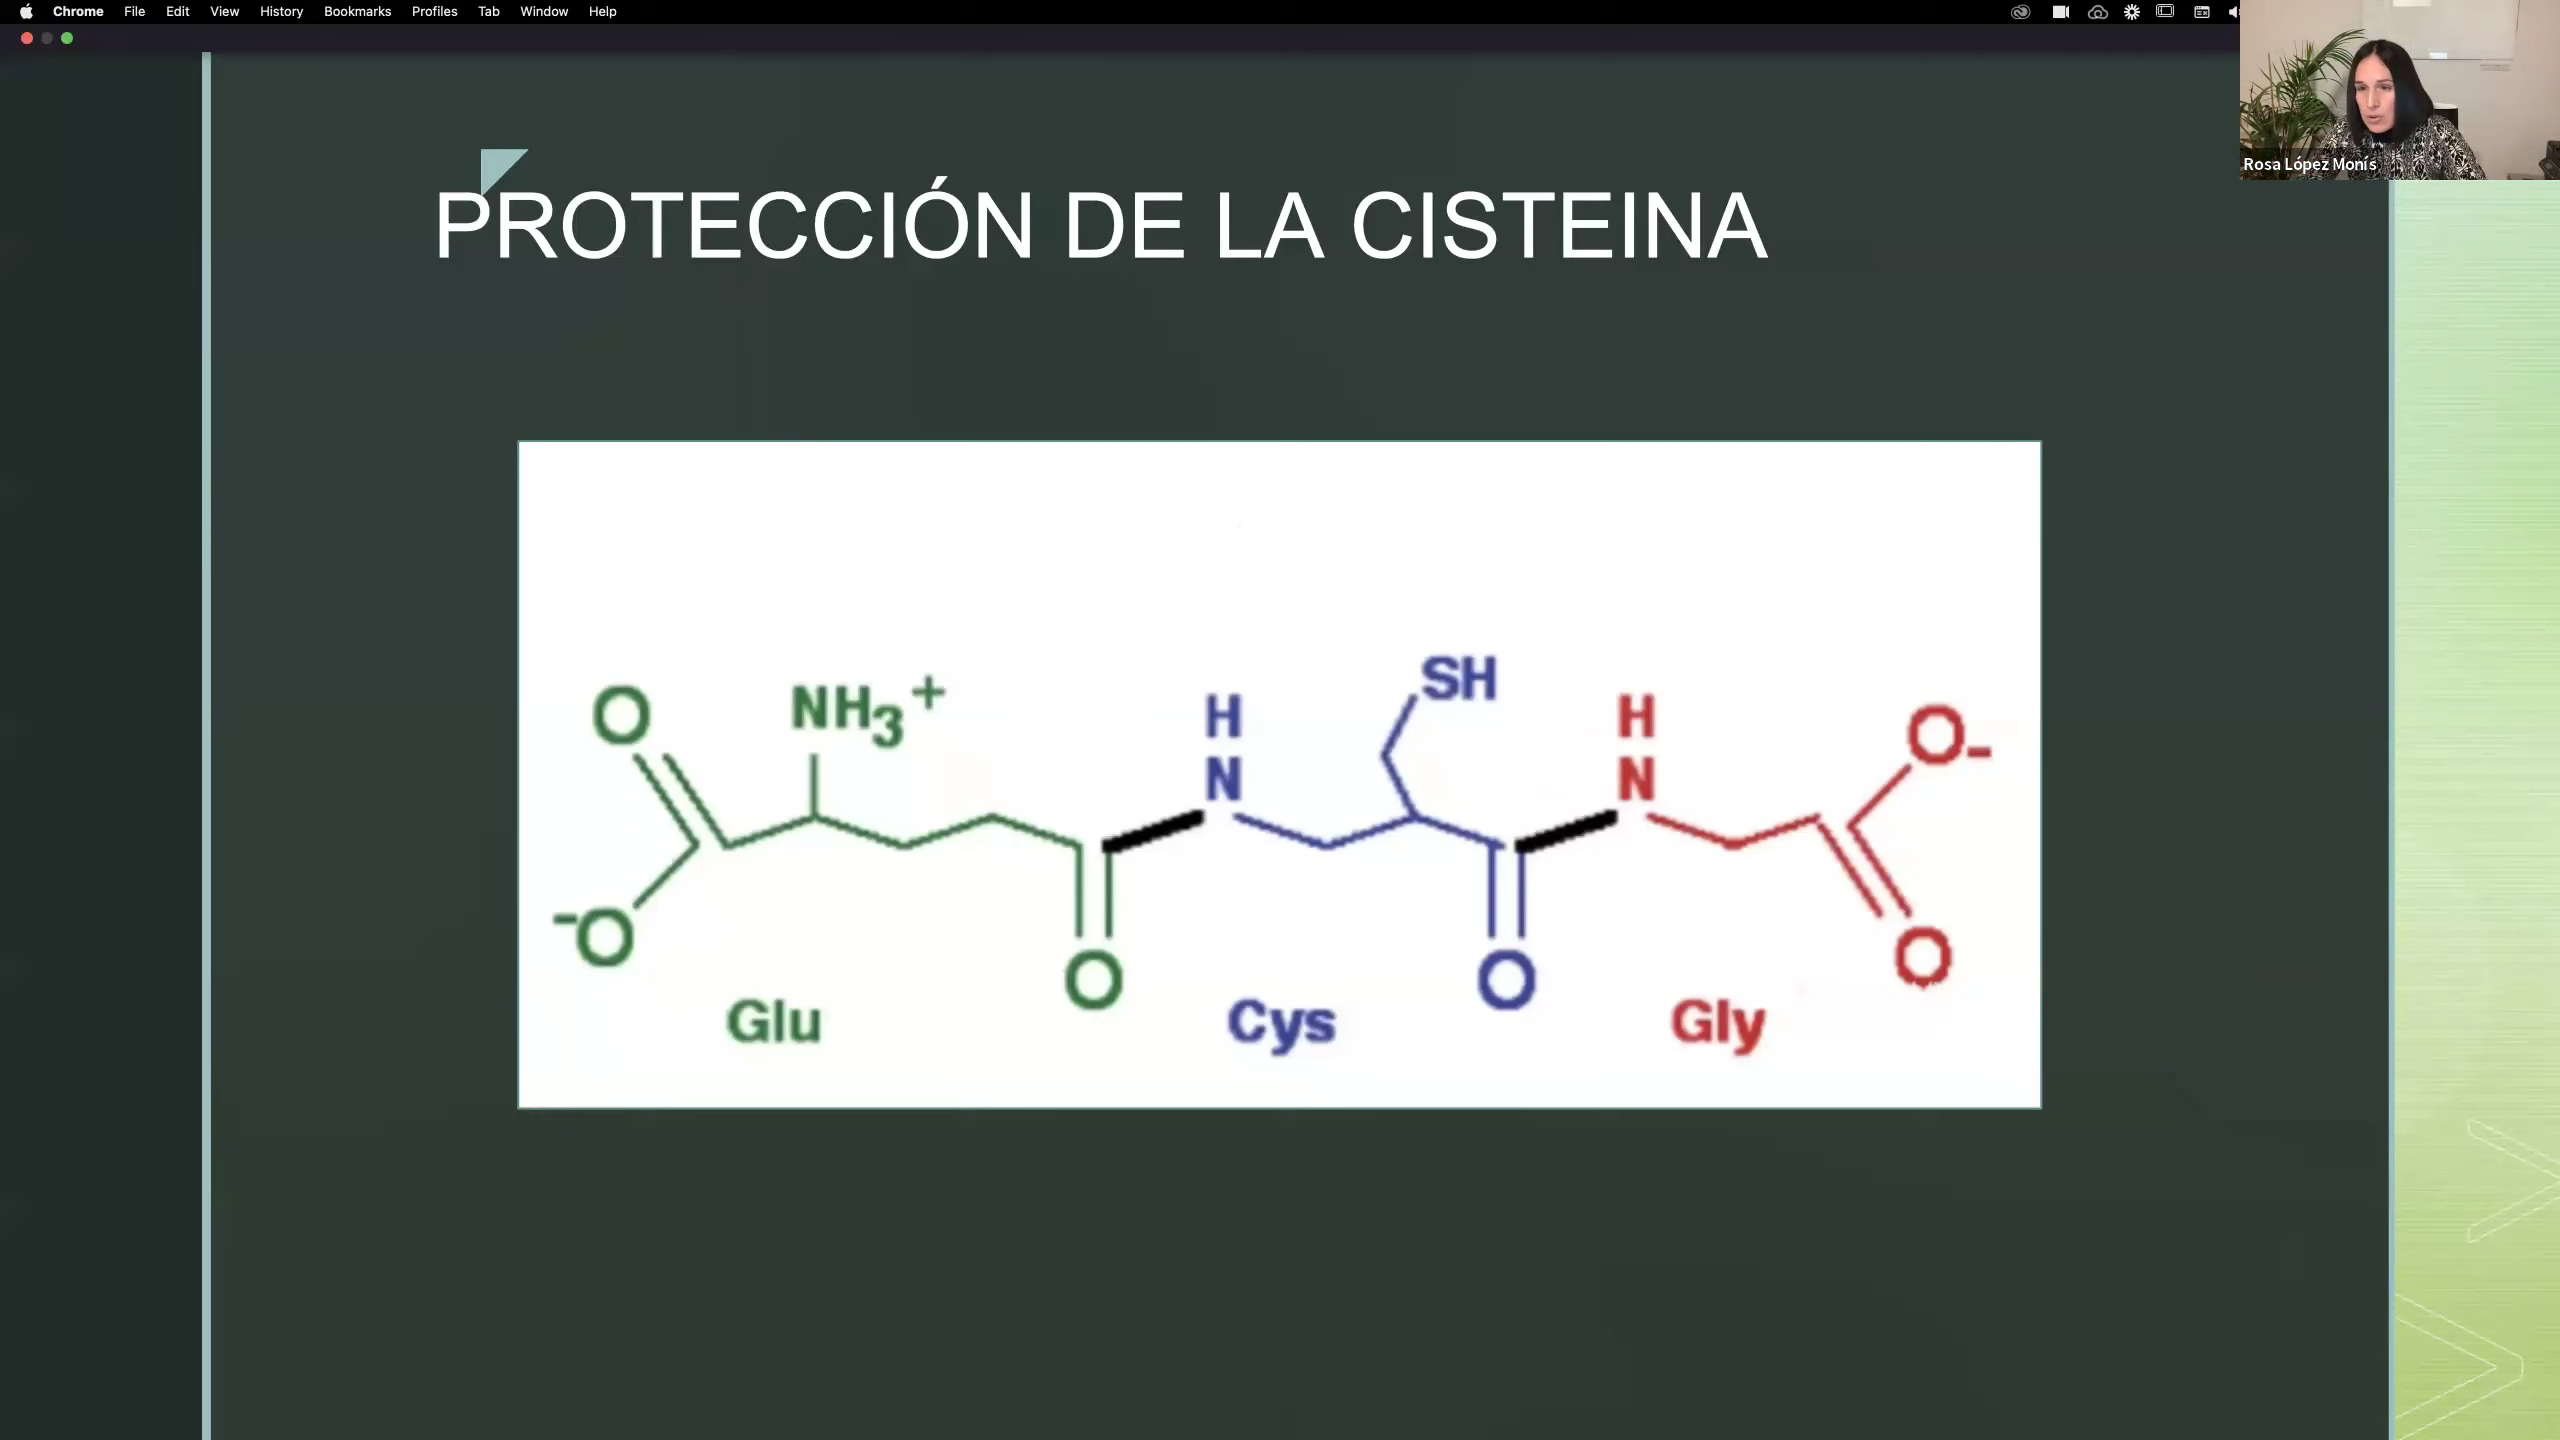 Chrome File Edit View History Bookmarks Profiles Tab Window Help
Rosa López Monís
PROTECCIÓN DE LA CISTEINA
O NH3+ H N SH H N O-
-O O O O
Glu Cys Gly